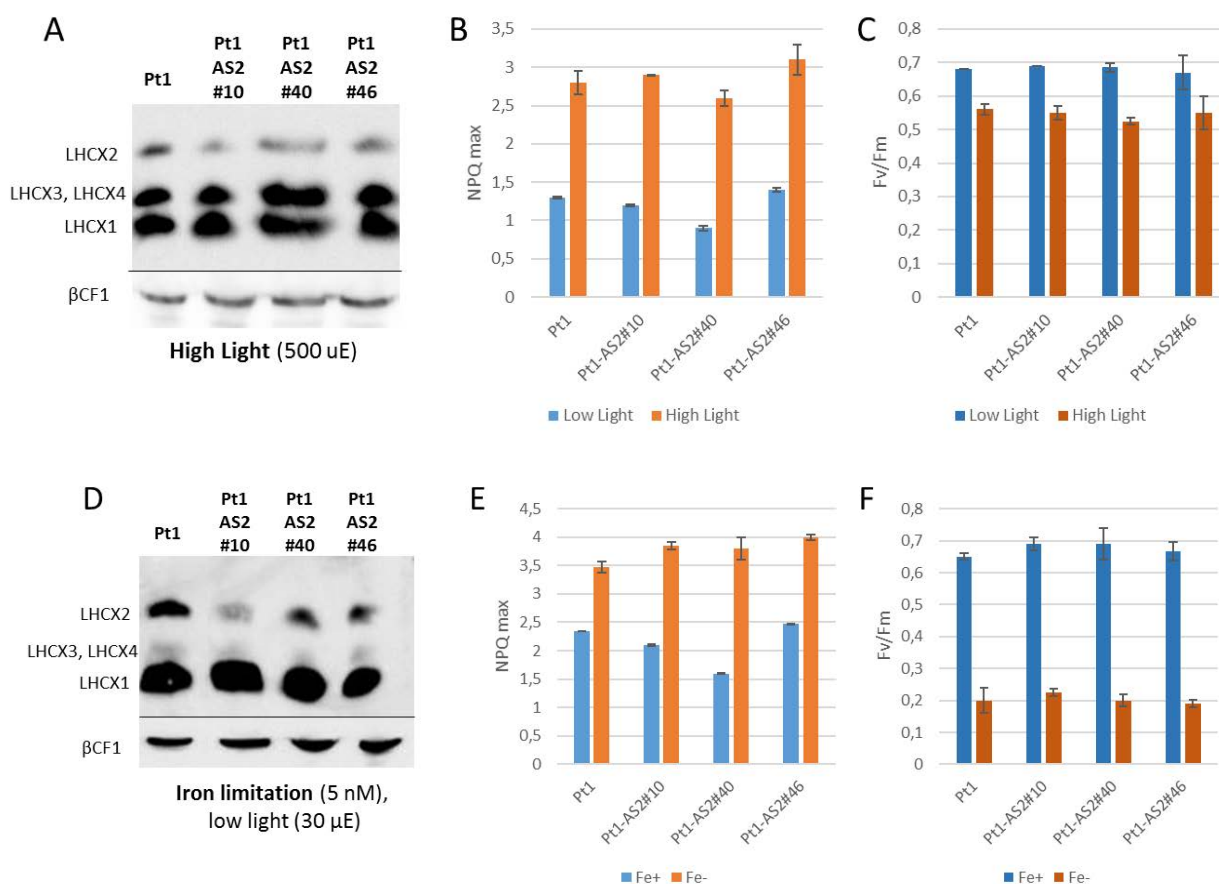 A
Pt1
Pt1
AS2
#10
Pt1
AS2
#40
Pt1
AS2
#46
LHCX2
LHCX3, LHCX4
LHCX1
βCF1
High Light (500 uE)
B
NPQ max
3,5
3
2,5
2
1,5
1
0,5
0
Pt1
Pt1-AS2#10
Pt1-AS2#40
Pt1-AS2#46
Low Light
High Light
C
Fv/Fm
0,8
0,7
0,6
0,5
0,4
0,3
0,2
0,1
0
Pt1
Pt1-AS2#10
Pt1-AS2#40
Pt1-AS2#46
Low Light
High Light
D
Pt1
Pt1
AS2
#10
Pt1
AS2
#40
Pt1
AS2
#46
LHCX2
LHCX3, LHCX4
LHCX1
βCF1
Iron limitation (5 nM),
low light (30 µE)
E
NPQ max
4,5
4
3,5
3
2,5
2
1,5
1
0,5
0
Pt1
Pt1-AS2#10
Pt1-AS2#40
Pt1-AS2#46
Fe+
Fe-
F
Fv/Fm
0,8
0,7
0,6
0,5
0,4
0,3
0,2
0,1
0
Pt1
Pt1-AS2#10
Pt1-AS2#40
Pt1-AS2#46
Fe+
Fe-